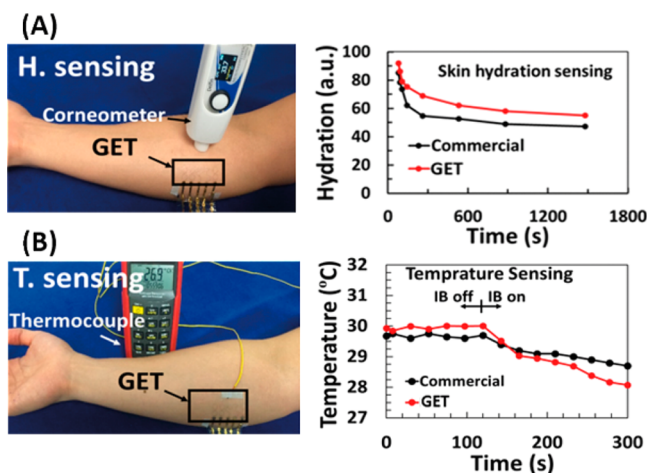 (A)
H. sensing
Corneometer
GET
Skin hydration sensing
Commercial
GET
Hydration (a.u.)
100
80
60
40
20
0
0 600 1200 1800
Time (s)
(B)
T. sensing
26.9
Thermocouple
GET
Temprature Sensing
IB off IB on
Commercial
GET
Temperature (°C)
32
31
30
29
28
27
0 100 200 300
Time (s)